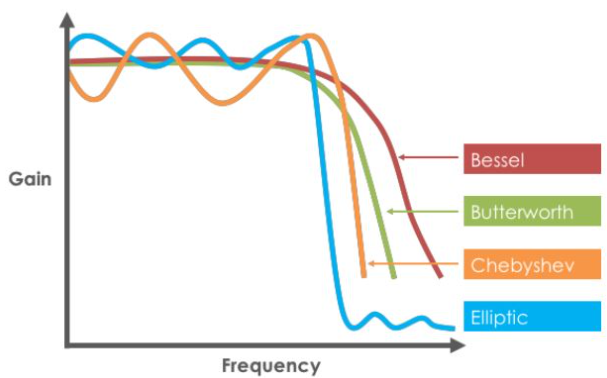 Gain
Bessel
Butterworth
Chebyshev
Elliptic
Frequency